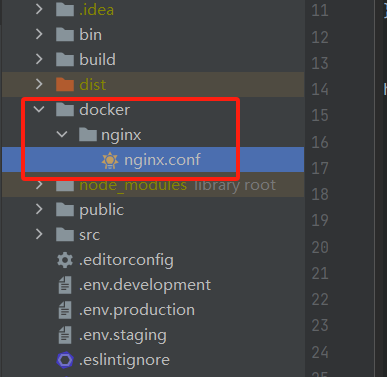 .idea
bin
build
dist
docker
nginx
nginx.conf
node_modules library root
public
src
.editorconfig
.env.development
.env.production
.env.staging
.eslintignore
11
12
13
14
15
16
17
18
19
20
21
22
23
24